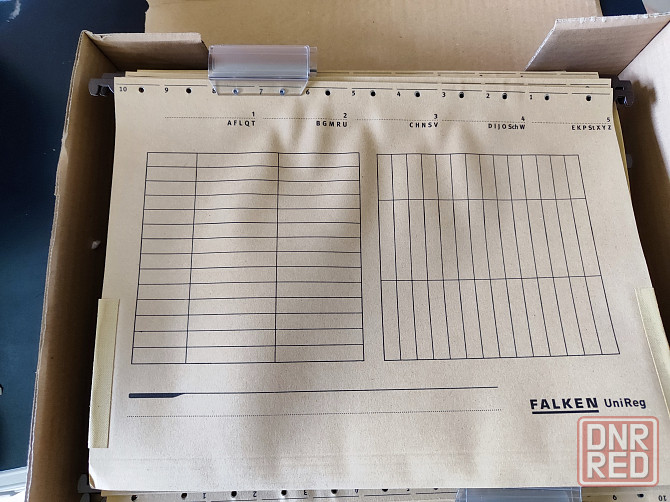 10 9 8 7 6 5 4 3 2 1
1 2 3 4 5
AFLQT BGMRU CHNSV DIJOSchW EKPStXYZ
FALKEN UniReg
DNR
RED